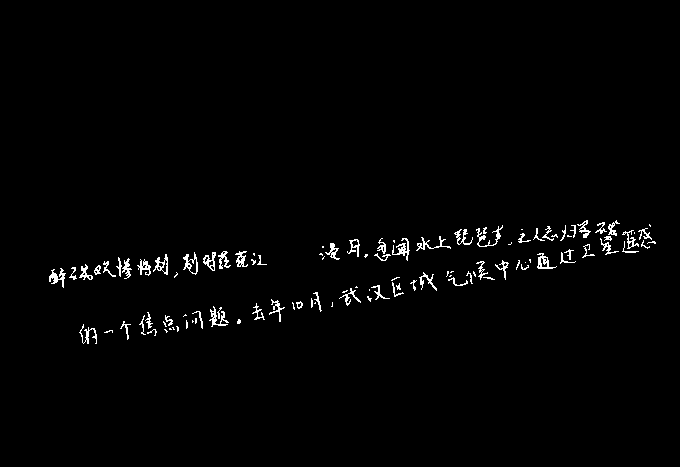 醉不成欢惨将别,别时茫茫江 浸月。忽闻水上琵琶声,主人忘归客不发
的一个焦点问题。去年10月,武汉区域气候中心通过卫星遥感